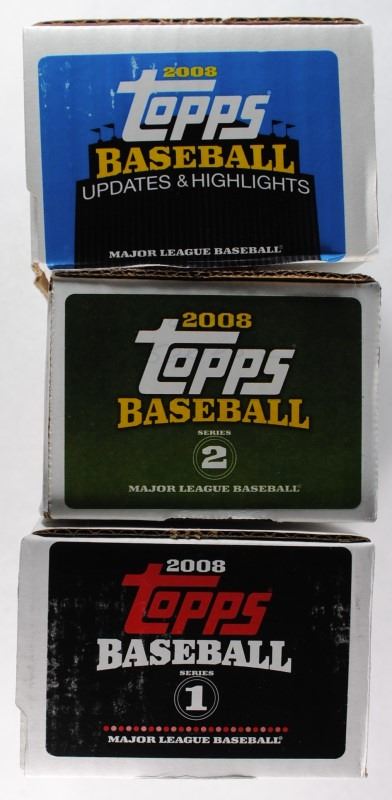 2008
Topps
BASEBALL
UPDATES & HIGHLIGHTS
MAJOR LEAGUE BASEBALL
2008
Topps
BASEBALL
SERIES
2
MAJOR LEAGUE BASEBALL
2008
Topps
BASEBALL
SERIES
1
MAJOR LEAGUE BASEBALL